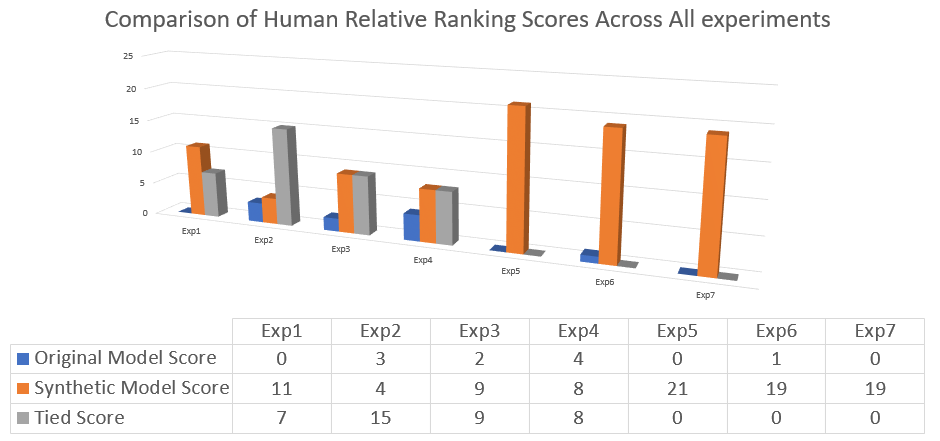 Comparison of Human Relative Ranking Scores Across All experiments
25
20
15
10
5
0
Exp1
Exp2
Exp3
Exp4
Exp5
Exp6
Exp7
Exp1 Exp2 Exp3 Exp4 Exp5 Exp6 Exp7
Original Model Score 0 3 2 4 0 1 0
Synthetic Model Score 11 4 9 8 21 19 19
Tied Score 7 15 9 8 0 0 0